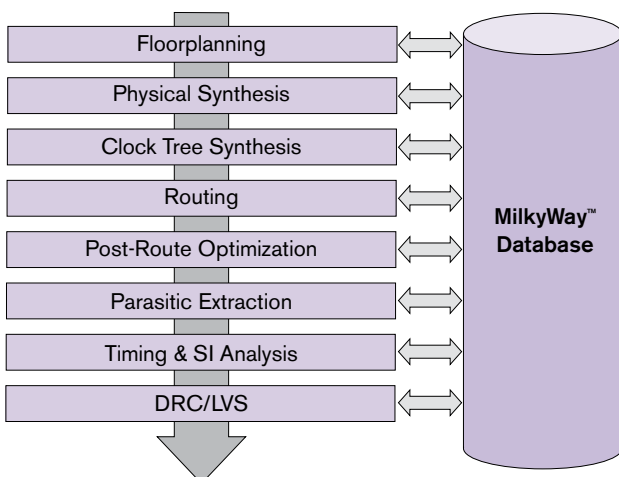 Floorplanning
Physical Synthesis
Clock Tree Synthesis
Routing
Post-Route Optimization
Parasitic Extraction
Timing & SI Analysis
DRC/LVS
MilkyWay™
Database